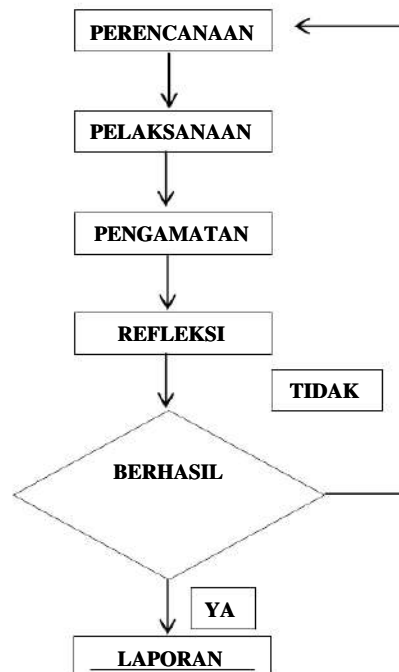 PERENCANAAN
PELAKSANAAN
PENGAMATAN
REFLEKSI
TIDAK
BERHASIL
YA
LAPORAN